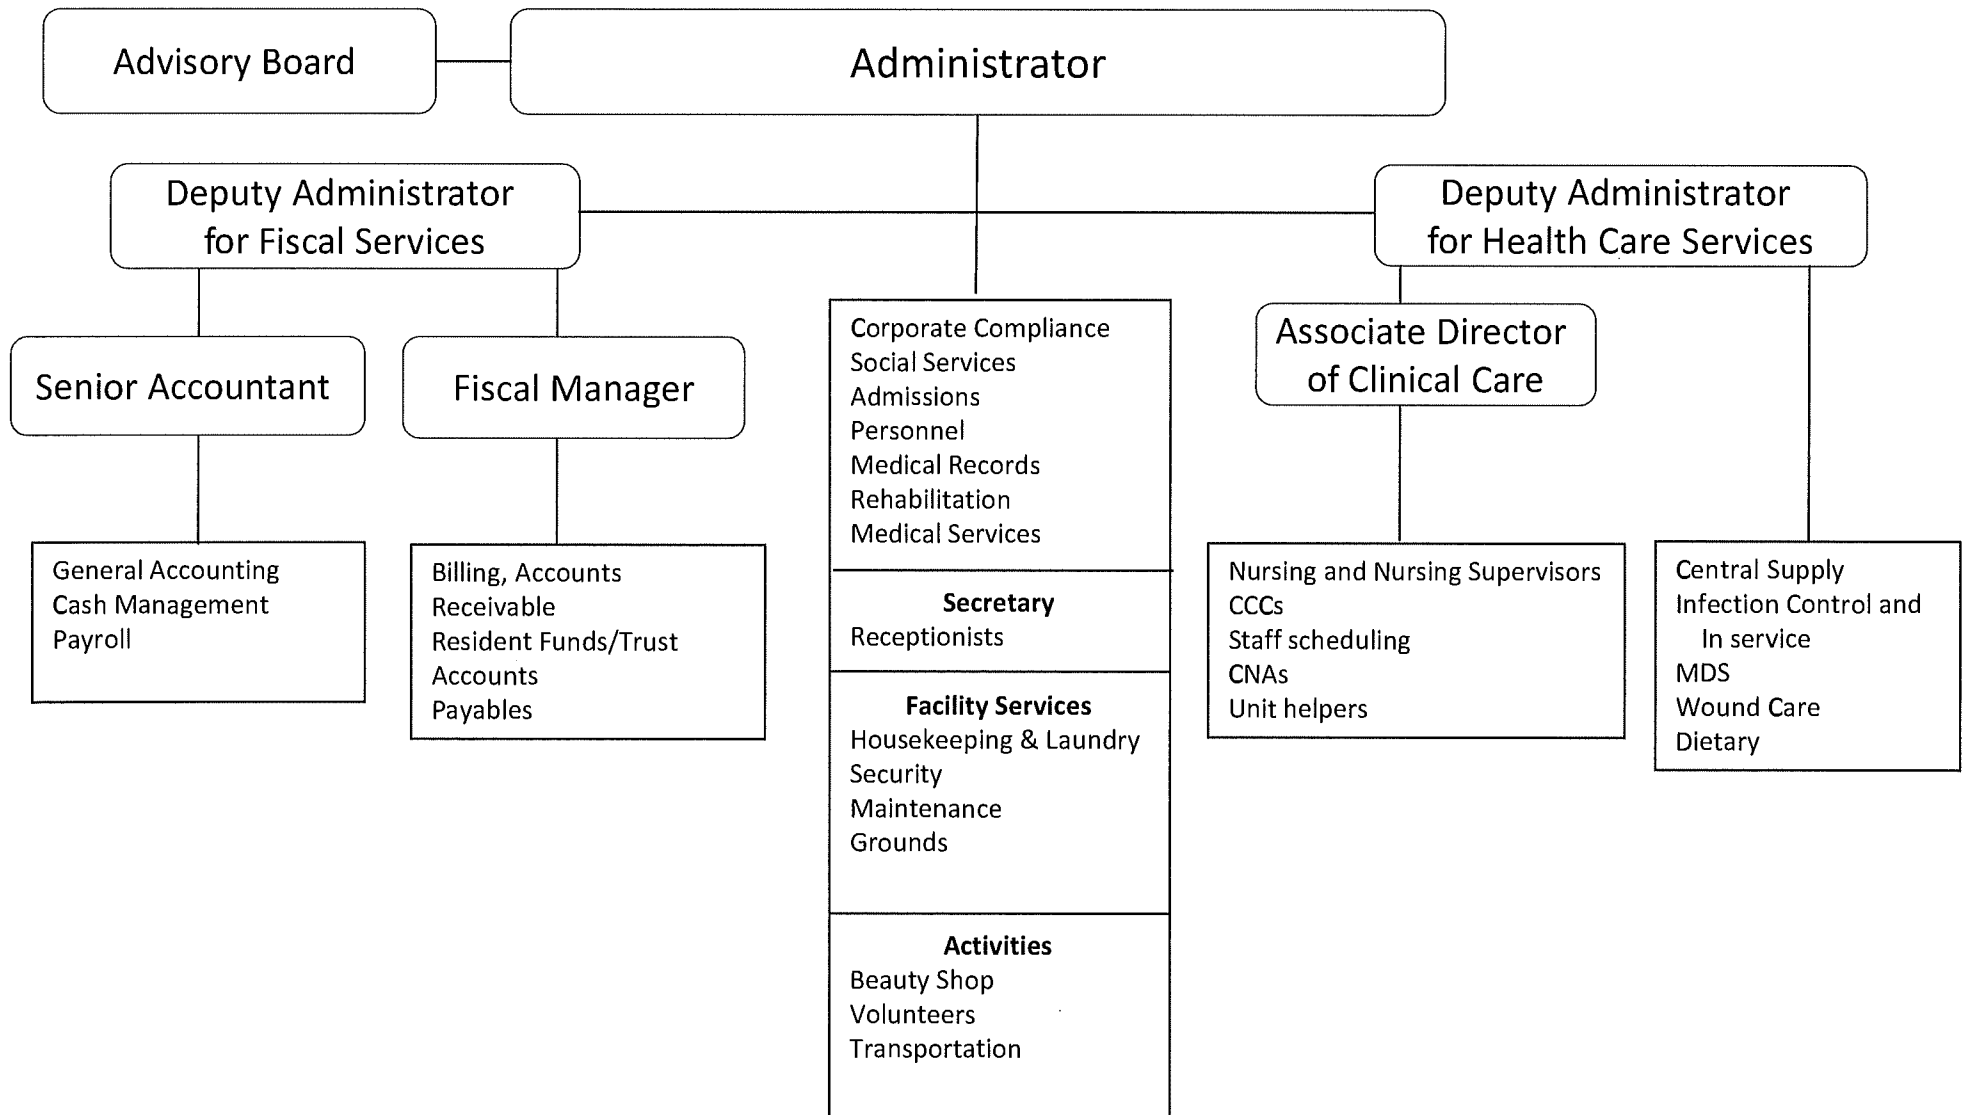 Advisory Board
Administrator
Deputy Administrator
for Fiscal Services
Deputy Administrator
for Health Care Services
Senior Accountant
Fiscal Manager
Associate Director
of Clinical Care
General Accounting
Cash Management
Payroll
Billing, Accounts
Receivable
Resident Funds/Trust
Accounts
Payables
Corporate Compliance
Social Services
Admissions
Personnel
Medical Records
Rehabilitation
Medical Services
Secretary
Receptionists
Facility Services
Housekeeping & Laundry
Security
Maintenance
Grounds
Activities
Beauty Shop
Volunteers
Transportation
Nursing and Nursing Supervisors
CCCs
Staff scheduling
CNAs
Unit helpers
Central Supply
Infection Control and
In service
MDS
Wound Care
Dietary